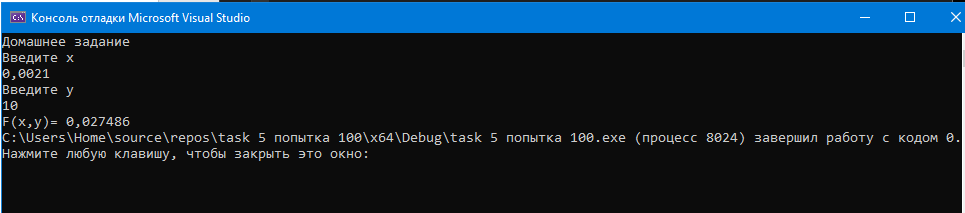 Консоль отладки Microsoft Visual Studio
Домашнее задание
Введите x
0,0021
Введите y
10
F(x,y)= 0,027486
C:\Users\Home\source\repos\task 5 попытка 100\x64\Debug\task 5 попытка 100.exe (процесс 8024) завершил работу с кодом 0.
Нажмите любую клавишу, чтобы закрыть это окно: